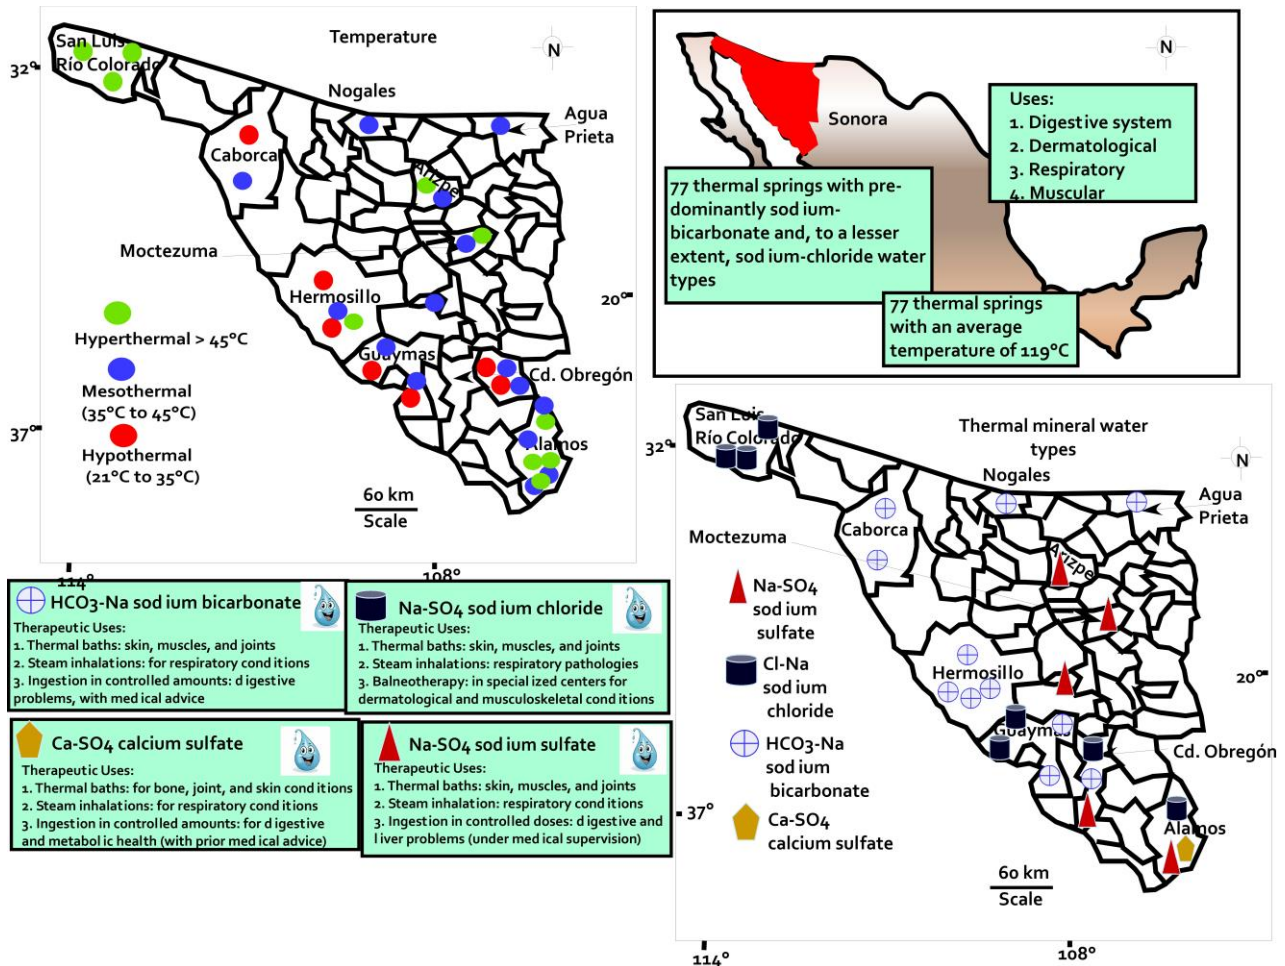 Temperature
N
San Luis
Río Colorado
32°
Nogales
Agua
Prieta
Caborca
Arizpe
Moctezuma
Hermosillo
20°
Hyperthermal > 45°C
Guaymas
Cd. Obregón
Mesothermal
(35°C to 45°C)
37°
Alamos
Hypothermal
(21°C to 35°C)
60 km
Scale
114°
108°
N
Sonora
Uses:
1. Digestive system
2. Dermatological
3. Respiratory
4. Muscular
77 thermal springs with pre-
dominantly sod ium-
bicarbonate and, to a lesser
extent, sod ium-chloride water
types
77 thermal springs
with an average
temperature of 119°C
HCO3-Na sod ium bicarbonate
Therapeutic Uses:
1. Thermal baths: skin, muscles, and joints
2. Steam inhalations: for respiratory cond itions
3. Ingestion in controlled amounts: d igestive
problems, with med ical advice
Na-SO4 sod ium chloride
Therapeutic Uses:
1. Thermal baths: skin, muscles, and joints
2. Steam inhalations: respiratory pathologies
3. Balneotherapy: in special ized centers for
dermatological and musculoskeletal cond itions
Ca-SO4 calcium sulfate
Therapeutic Uses:
1. Thermal baths: for bone, joint, and skin cond itions
2. Steam inhalations: for respiratory cond itions
3. Ingestion in controlled amounts: for d igestive
and metabol ic health (with prior med ical advice)
Na-SO4 sod ium sulfate
Therapeutic Uses:
1. Thermal baths: skin, muscles, and joints
2. Steam inhalation: respiratory cond itions
3. Ingestion in controlled doses: d igestive and
l iver problems (under med ical supervision)
San Luis
Río Colorado
Thermal mineral water
types
32°
N
Nogales
Agua
Prieta
Caborca
Moctezuma
Arizpe
Na-SO4
sod ium
sulfate
Cl-Na
sod ium
chloride
Hermosillo
20°
HCO3-Na
sod ium
bicarbonate
Guaymas
Cd. Obregón
37°
Ca-SO4
calcium sulfate
Alamos
60 km
Scale
114°
108°